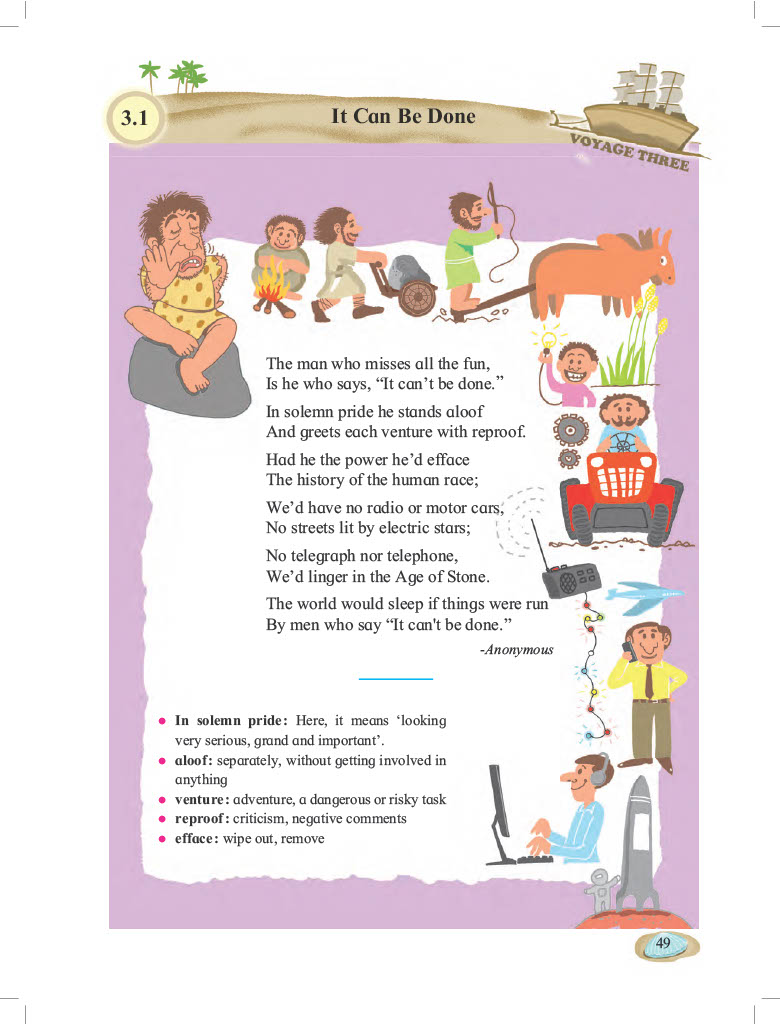 3.1
It Can Be Done
VOYAGE THREE
The man who misses all the fun,
Is he who says, “It can’t be done.”
In solemn pride he stands aloof
And greets each venture with reproof.
Had he the power he’d efface
The history of the human race;
We’d have no radio or motor cars,
No streets lit by electric stars;
No telegraph nor telephone,
We’d linger in the Age of Stone.
The world would sleep if things were run
By men who say “It can't be done.”
-Anonymous
• In solemn pride : Here, it means ‘looking
very serious, grand and important’.
• aloof : separately, without getting involved in
anything
• venture : adventure, a dangerous or risky task
• reproof : criticism, negative comments
• efface : wipe out, remove
49